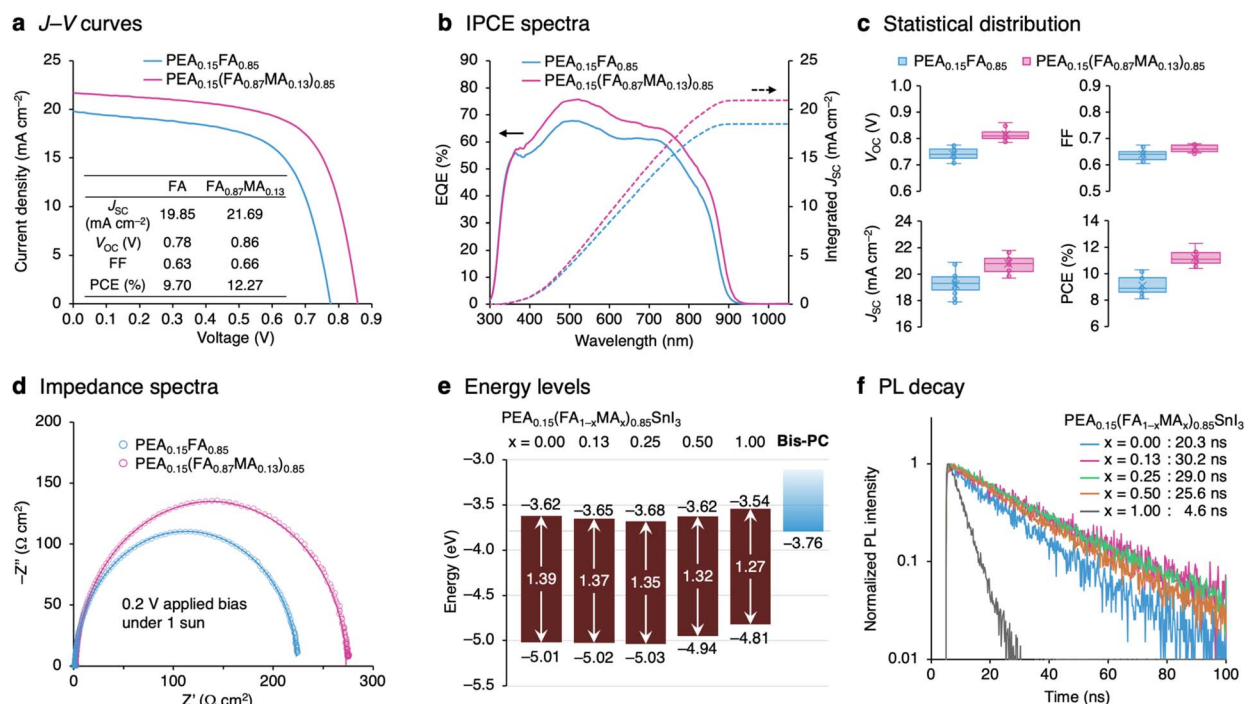 a J–V curves
PEA0.15FA0.85
PEA0.15(FA0.87MA0.13)0.85
Current density (mA cm−2)
25
20
15
10
5
0
FA FA0.87MA0.13
JSC (mA cm−2) 19.85 21.69
VOC (V) 0.78 0.86
FF 0.63 0.66
PCE (%) 9.70 12.27
0.0 0.1 0.2 0.3 0.4 0.5 0.6 0.7 0.8 0.9
Voltage (V)
b IPCE spectra
PEA0.15FA0.85
PEA0.15(FA0.87MA0.13)0.85
EQE (%)
90
80
70
60
50
40
30
20
10
0
25
20
15
10
5
0
Integrated JSC (mA cm−2)
300 400 500 600 700 800 900 1000
Wavelength (nm)
c Statistical distribution
PEA0.15FA0.85 PEA0.15(FA0.87MA0.13)0.85
VOC (V)
1.0
0.9
0.8
0.7
0.6
FF
0.9
0.8
0.7
0.6
0.5
JSC (mA cm−2)
24
22
20
18
16
PCE (%)
14
12
10
8
6
d Impedance spectra
PEA0.15FA0.85
PEA0.15(FA0.87MA0.13)0.85
–Z″(Ω cm2)
200
150
100
50
0
0.2 V applied bias
under 1 sun
0 100 200 300
Z′ (Ω cm2)
e Energy levels
PEA0.15(FA1−xMAx)0.85SnI3
x = 0.00 0.13 0.25 0.50 1.00 Bis-PC
Energy (eV)
−3.0
−3.5
−4.0
−4.5
−5.0
−5.5
−3.62 −3.65 −3.68 −3.62 −3.54
−3.76
1.39 1.37 1.35 1.32 1.27
−5.01 −5.02 −5.03 −4.94 −4.81
f PL decay
PEA0.15(FA1−xMAx)0.85SnI3
x = 0.00 : 20.3 ns
x = 0.13 : 30.2 ns
x = 0.25 : 29.0 ns
x = 0.50 : 25.6 ns
x = 1.00 : 4.6 ns
Normalized PL intensity
1
0.1
0.01
0 20 40 60 80 100
Time (ns)